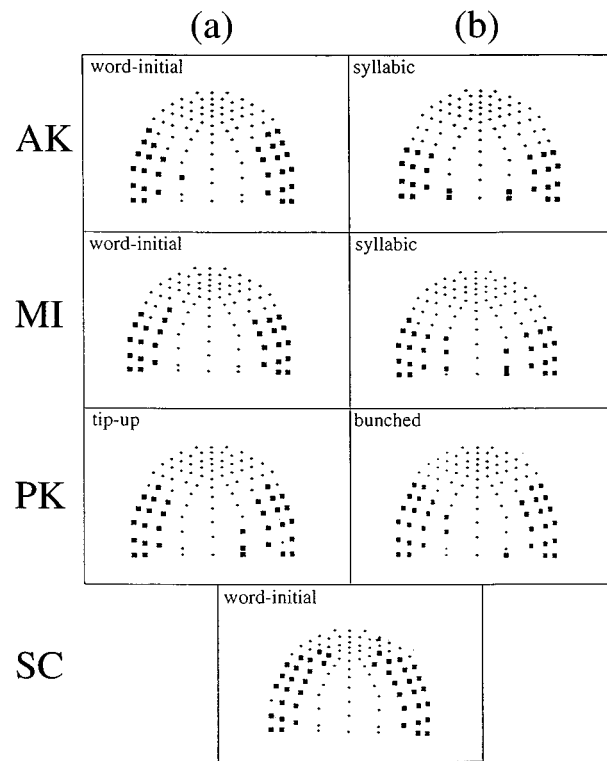 (a) (b)
word-initial syllabic
AK
word-initial syllabic
MI
tip-up bunched
PK
word-initial
SC